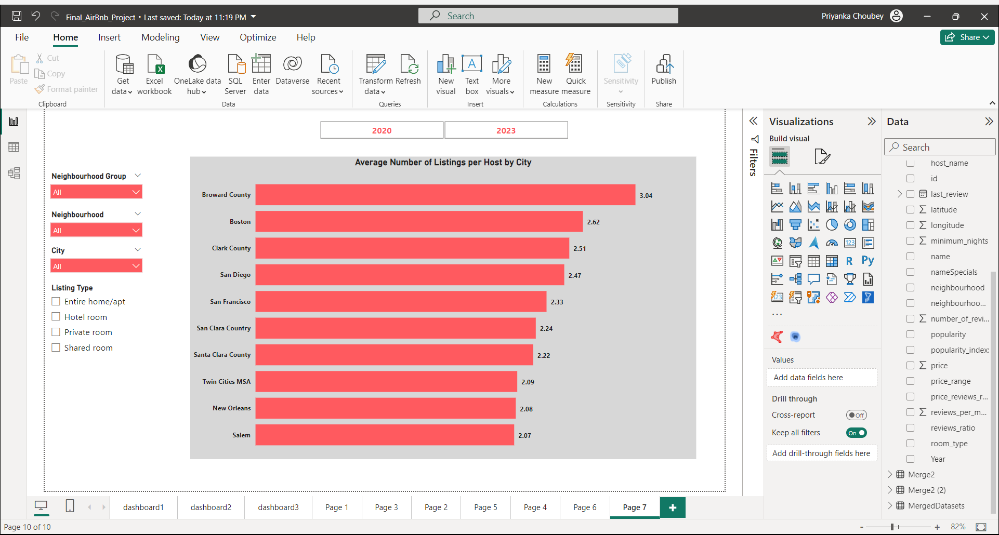 Final_AirBnb_Project • Last saved: Today at 11:19 PM
Search
Priyanka Choubey
File Home Insert Modeling View Optimize Help
Share
Paste
Cut
Copy
Format painter
Clipboard
Get data
Excel workbook
OneLake data hub
SQL Server
Enter data
Dataverse
Recent sources
Data
Transform data
Refresh
Queries
New visual
A
Text box
More visuals
Insert
New measure
Quick measure
Calculations
Sensitivity
Sensitivity
Publish
Share
2020 2023
Neighbourhood Group
All
Neighbourhood
All
City
All
Listing Type
Entire home/apt
Hotel room
Private room
Shared room
Average Number of Listings per Host by City
Broward County 3.04
Boston 2.62
Clark County 2.51
San Diego 2.47
San Francisco 2.33
San Clara Country 2.24
Santa Clara County 2.22
Twin Cities MSA 2.09
New Orleans 2.08
Salem 2.07
Filters
Visualizations
Build visual
123
R
Py
123
...
Values
Add data fields here
Drill through
Cross-report Off
Keep all filters On
Add drill-through fields here
Data
Search
host_name
id
last_review
latitude
longitude
minimum_nights
name
nameSpecials
neighbourhood
neighbourhoo...
number_of_revi...
popularity
popularity_index:
price
price_range
price_reviews_r...
reviews_per_m...
reviews_ratio
room_type
Year
Merge2
Merge2 (2)
MergedDatasets
dashboard1 dashboard2 dashboard3 Page 1 Page 3 Page 2 Page 5 Page 4 Page 6 Page 7 +
Page 10 of 10
- + 82%